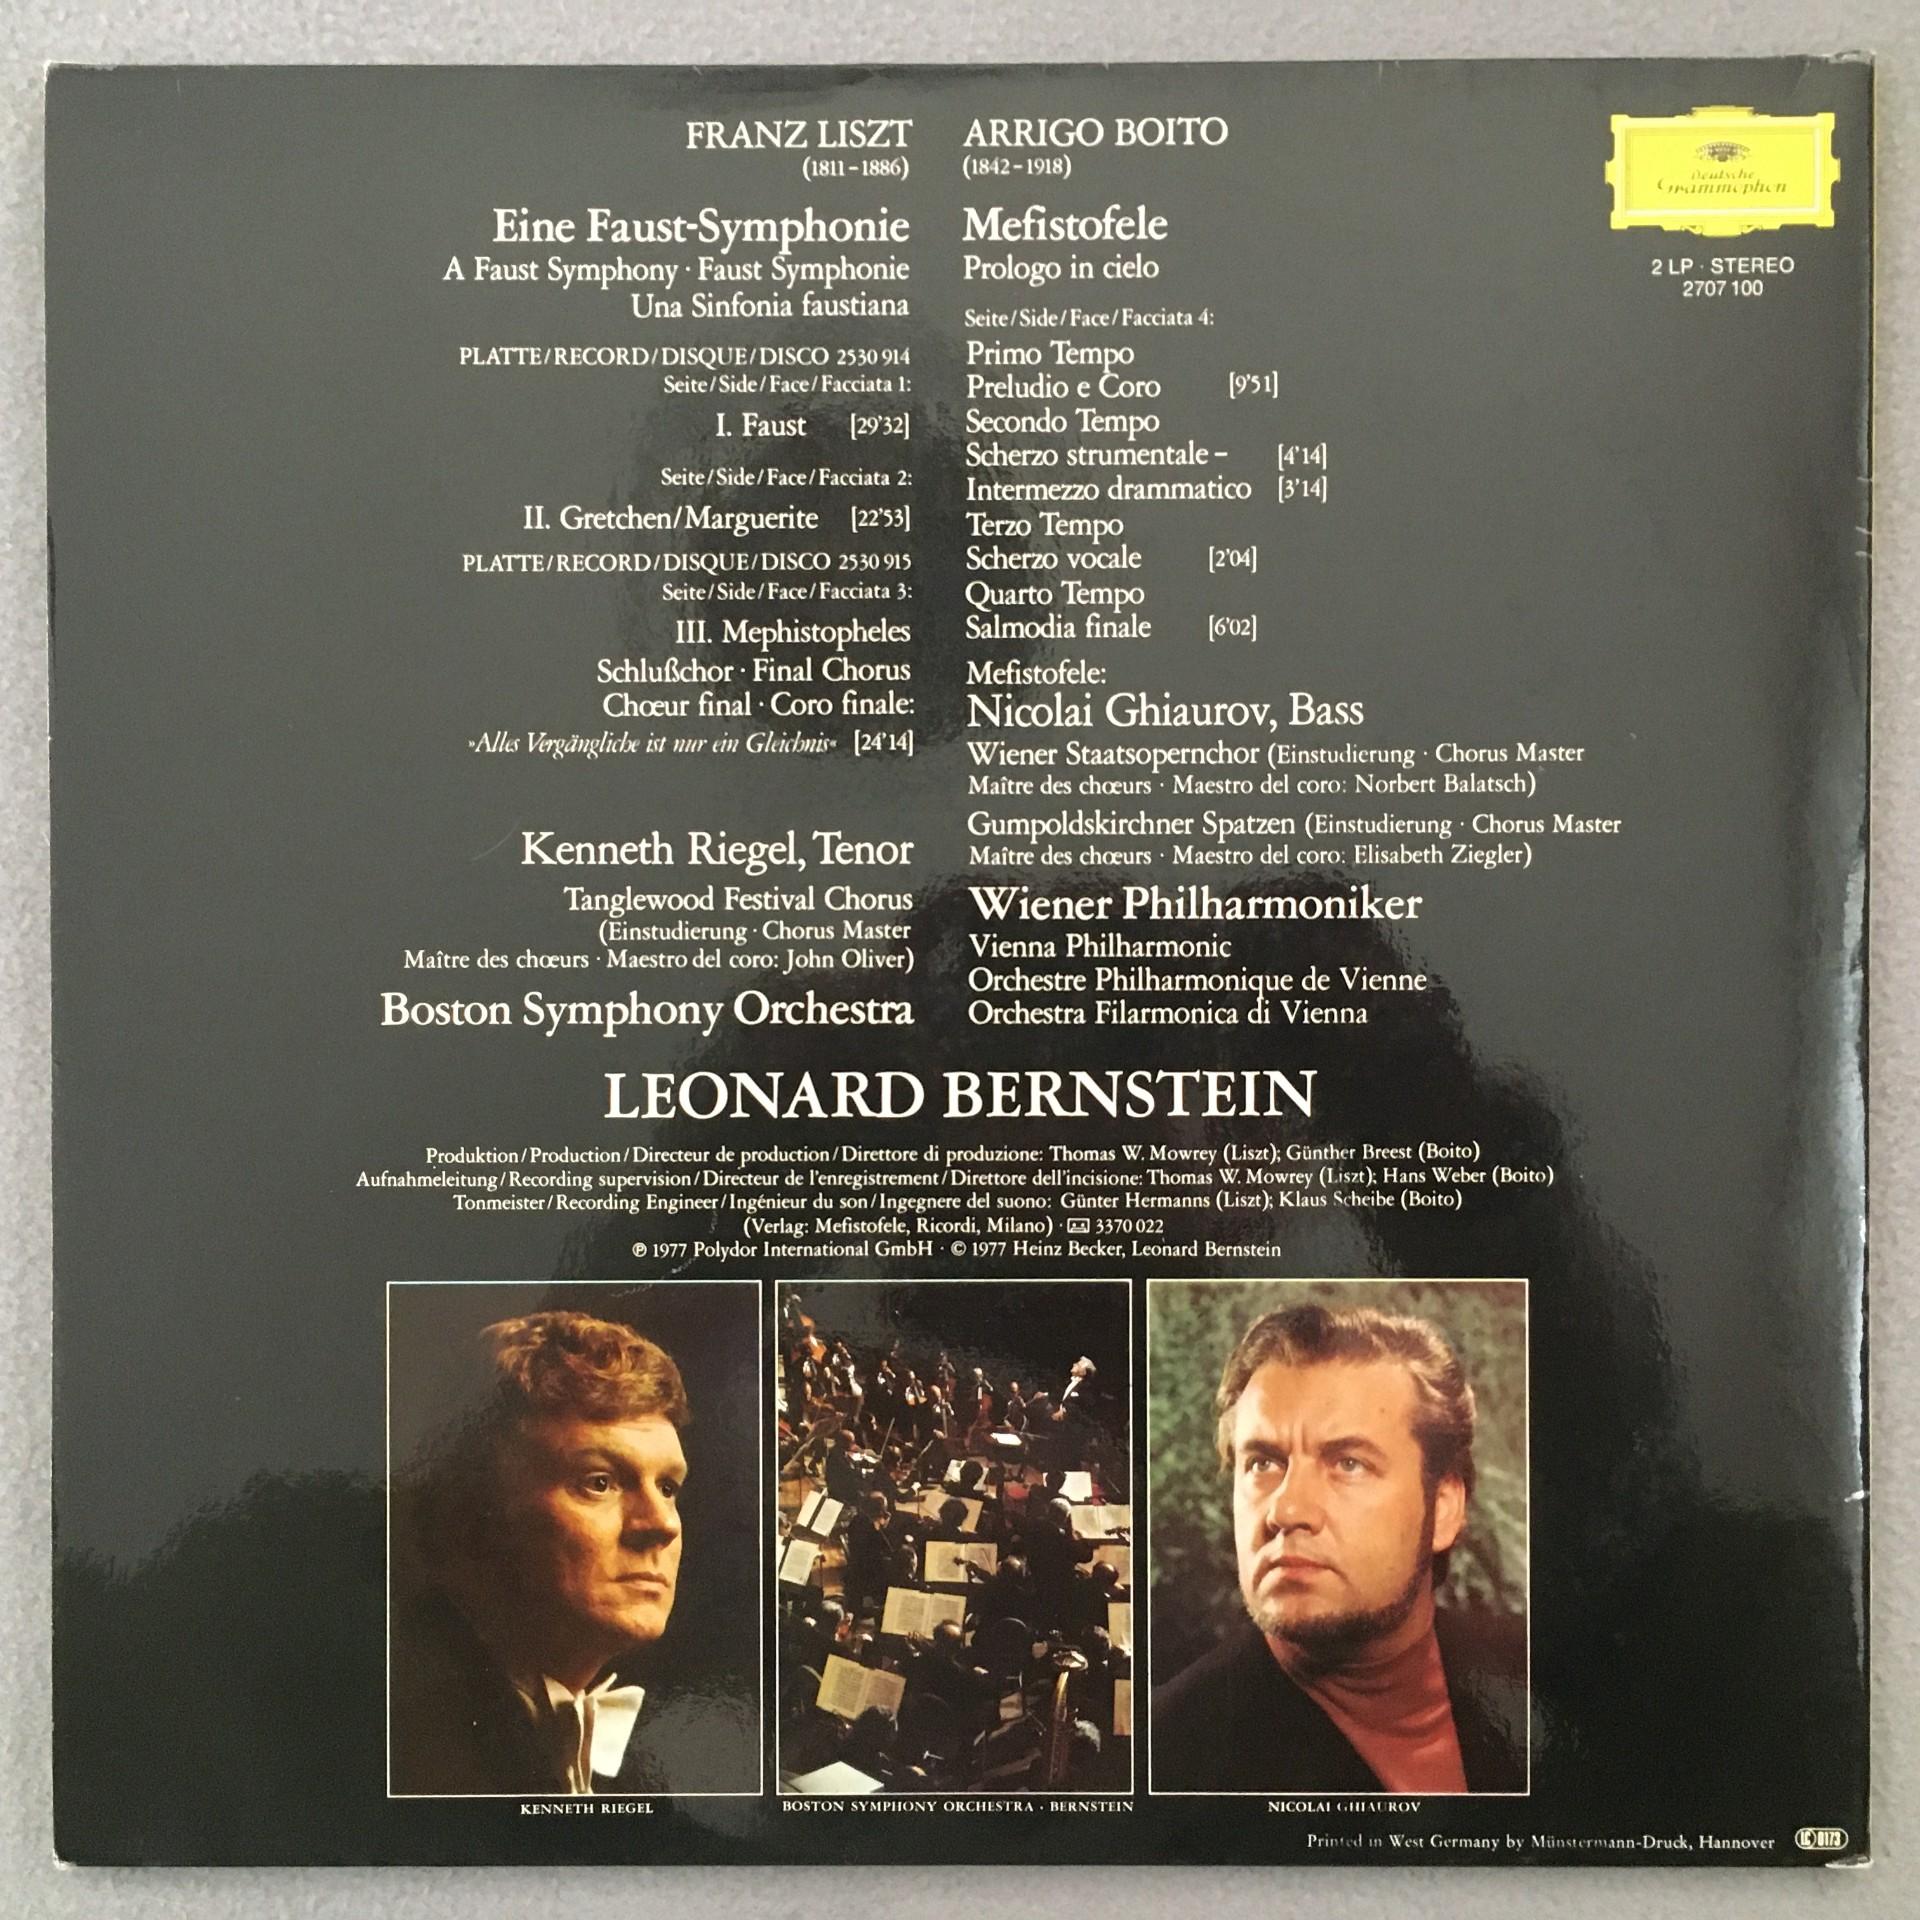 FRANZ LISZT
(1811–1886)
Eine Faust-Symphonie
A Faust Symphony · Faust Symphonie
Una Sinfonia faustiana
PLATTE/RECORD/DISQUE/DISCO 2530 914
Seite/Side/Face/Facciata 1:
I. Faust [29'32]
Seite/Side/Face/Facciata 2:
II. Gretchen/Marguerite [22'53]
PLATTE/RECORD/DISQUE/DISCO 2530 915
Seite/Side/Face/Facciata 3:
III. Mephistopheles
Schlußchor · Final Chorus
Chœur final · Coro finale:
»Alles Vergängliche ist nur ein Gleichnis« [24'14]
Kenneth Riegel, Tenor
Tanglewood Festival Chorus
(Einstudierung · Chorus Master
Maître des chœurs · Maestro del coro: John Oliver)
Boston Symphony Orchestra
ARRIGO BOITO
(1842–1918)
Mefistofele
Prologo in cielo
Seite/Side/Face/Facciata 4:
Primo Tempo
Preludio e Coro [9'51]
Secondo Tempo
Scherzo strumentale – [4'14]
Intermezzo drammatico [3'14]
Terzo Tempo
Scherzo vocale [2'04]
Quarto Tempo
Salmodia finale [6'02]
Mefistofele:
Nicolai Ghiaurov, Bass
Wiener Staatsopernchor (Einstudierung · Chorus Master
Maître des chœurs · Maestro del coro: Norbert Balatsch)
Gumpoldskirchner Spatzen (Einstudierung · Chorus Master
Maître des chœurs · Maestro del coro: Elisabeth Ziegler)
Wiener Philharmoniker
Vienna Philharmonic
Orchestre Philharmonique de Vienne
Orchestra Filarmonica di Vienna
Deutsche
Grammophon
2 LP · STEREO
2707 100
LEONARD BERNSTEIN
Produktion/Production/Directeur de production/Direttore di produzione: Thomas W. Mowrey (Liszt); Günther Breest (Boito)
Aufnahmeleitung/Recording supervision/Directeur de l'enregistrement/Direttore dell'incisione: Thomas W. Mowrey (Liszt); Hans Weber (Boito)
Tonmeister/Recording Engineer/Ingénieur du son/Ingegnere del suono: Günter Hermanns (Liszt); Klaus Scheibe (Boito)
(Verlag: Mefistofele, Ricordi, Milano) · 3370 022
℗ 1977 Polydor International GmbH · © 1977 Heinz Becker, Leonard Bernstein
KENNETH RIEGEL
BOSTON SYMPHONY ORCHESTRA · BERNSTEIN
NICOLAI GHIAUROV
Printed in West Germany by Münstermann-Druck, Hannover
LC 0173